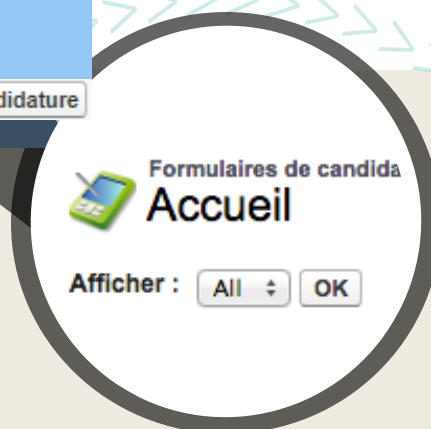 didature
Formulaires de candida
Accueil
Afficher : All OK